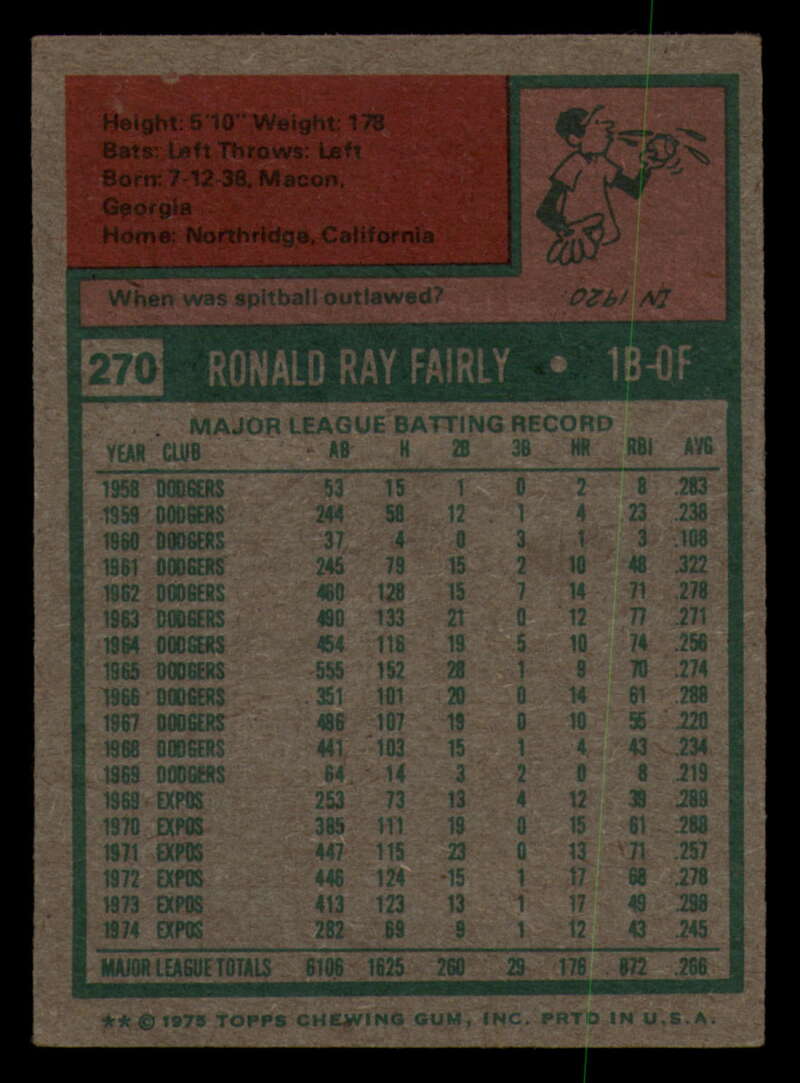 Height: 5'10" Weight: 178
Bats: Left Throws: Left
Born: 7-12-38, Macon,
Georgia
Home: Northridge, California
When was spitball outlawed?
IN 1920
270 RONALD RAY FAIRLY • 1B-OF
MAJOR LEAGUE BATTING RECORD
YEAR CLUB AB H 2B 3B HR RBI AVG
1958 DODGERS 53 15 1 0 2 8 .283
1959 DODGERS 244 58 12 1 4 23 .238
1960 DODGERS 37 4 0 3 1 3 .108
1961 DODGERS 245 79 15 2 10 48 .322
1962 DODGERS 460 128 15 7 14 71 .278
1963 DODGERS 490 133 21 0 12 77 .271
1964 DODGERS 454 116 19 5 10 74 .256
1965 DODGERS 555 152 28 1 9 70 .274
1966 DODGERS 351 101 20 0 14 61 .288
1967 DODGERS 486 107 19 0 10 55 .220
1968 DODGERS 441 103 15 1 4 43 .234
1969 DODGERS 64 14 3 2 0 8 .219
1969 EXPOS 253 73 13 4 12 39 .289
1970 EXPOS 385 111 19 0 15 61 .288
1971 EXPOS 447 115 23 0 13 71 .257
1972 EXPOS 446 124 15 1 17 68 .278
1973 EXPOS 413 123 13 1 17 49 .298
1974 EXPOS 282 69 9 1 12 43 .245
MAJOR LEAGUE TOTALS 6106 1625 260 29 176 872 .266
** © 1975 TOPPS CHEWING GUM, INC. PRTD IN U.S.A.